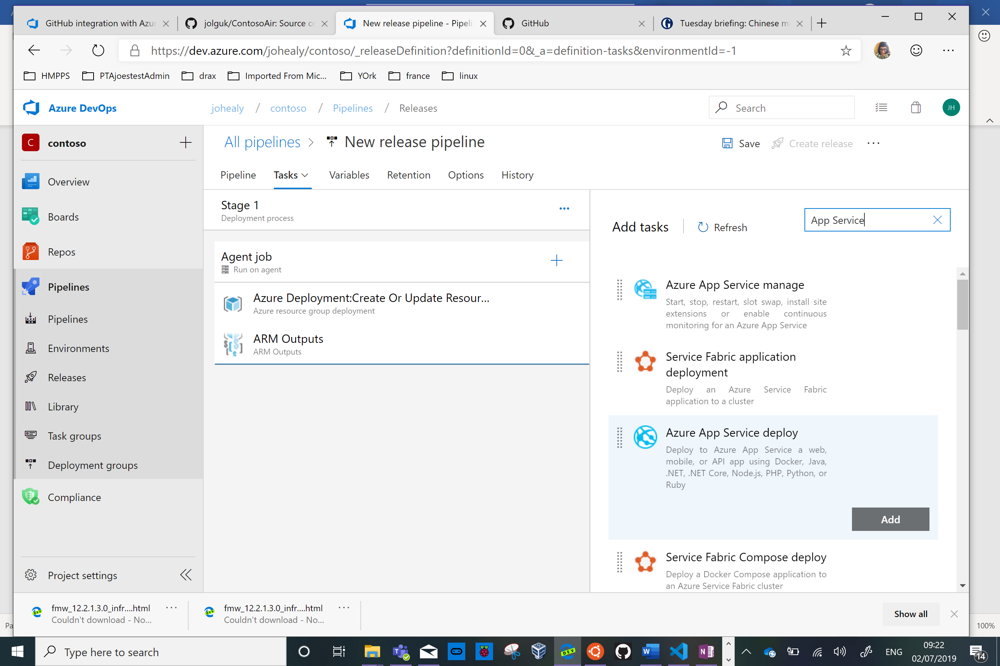 GitHub integration with Azu
jolguk/ContosoAir: Source co
New release pipeline - Pipeli
GitHub
Tuesday briefing: Chinese m
https://dev.azure.com/johealy/contoso/_releaseDefinition?definitionId=0&_a=definition-tasks&environmentId=-1
HMPPS
PTAjoestestAdmin
drax
Imported From Mic...
YOrk
france
linux
Azure DevOps
johealy / contoso / Pipelines / Releases
Search
JH
C contoso
All pipelines
New release pipeline
Save
Create release
Overview
Boards
Repos
Pipelines
Pipelines
Environments
Releases
Library
Task groups
Deployment groups
Compliance
Project settings
Pipeline
Tasks
Variables
Retention
Options
History
Stage 1
Deployment process
Agent job
Run on agent
Azure Deployment:Create Or Update Resour...
Azure resource group deployment
ARM Outputs
ARM Outputs
Add tasks
Refresh
App Service
Azure App Service manage
Start, stop, restart, slot swap, install site
extensions or enable continuous
monitoring for an Azure App Service
Service Fabric application
deployment
Deploy an Azure Service Fabric
application to a cluster
Azure App Service deploy
Deploy to Azure App Service a web,
mobile, or API app using Docker, Java,
.NET, .NET Core, Node.js, PHP, Python, or
Ruby
Add
Service Fabric Compose deploy
Deploy a Docker Compose application to
an Azure Service Fabric cluster
fmw_12.2.1.3.0_infr....html
Couldn't download - No...
fmw_12.2.1.3.0_infr....html
Couldn't download - No...
Show all
Pa
100%
Type here to search
DEV
ENG
09:22
02/07/2019
14